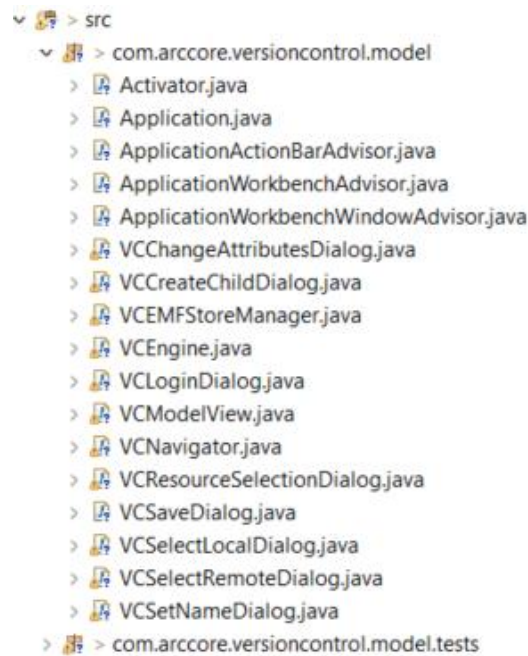 > src
> com.arccore.versioncontrol.model
> Activator.java
> Application.java
> ApplicationActionBarAdvisor.java
> ApplicationWorkbenchAdvisor.java
> ApplicationWorkbenchWindowAdvisor.java
> VCChangeAttributesDialog.java
> VCCreateChildDialog.java
> VCEMFStoreManager.java
> VCEngine.java
> VCLoginDialog.java
> VCModelView.java
> VCNavigator.java
> VCResourceSelectionDialog.java
> VCSaveDialog.java
> VCSelectLocalDialog.java
> VCSelectRemoteDialog.java
> VCSetNameDialog.java
> > com.arccore.versioncontrol.model.tests